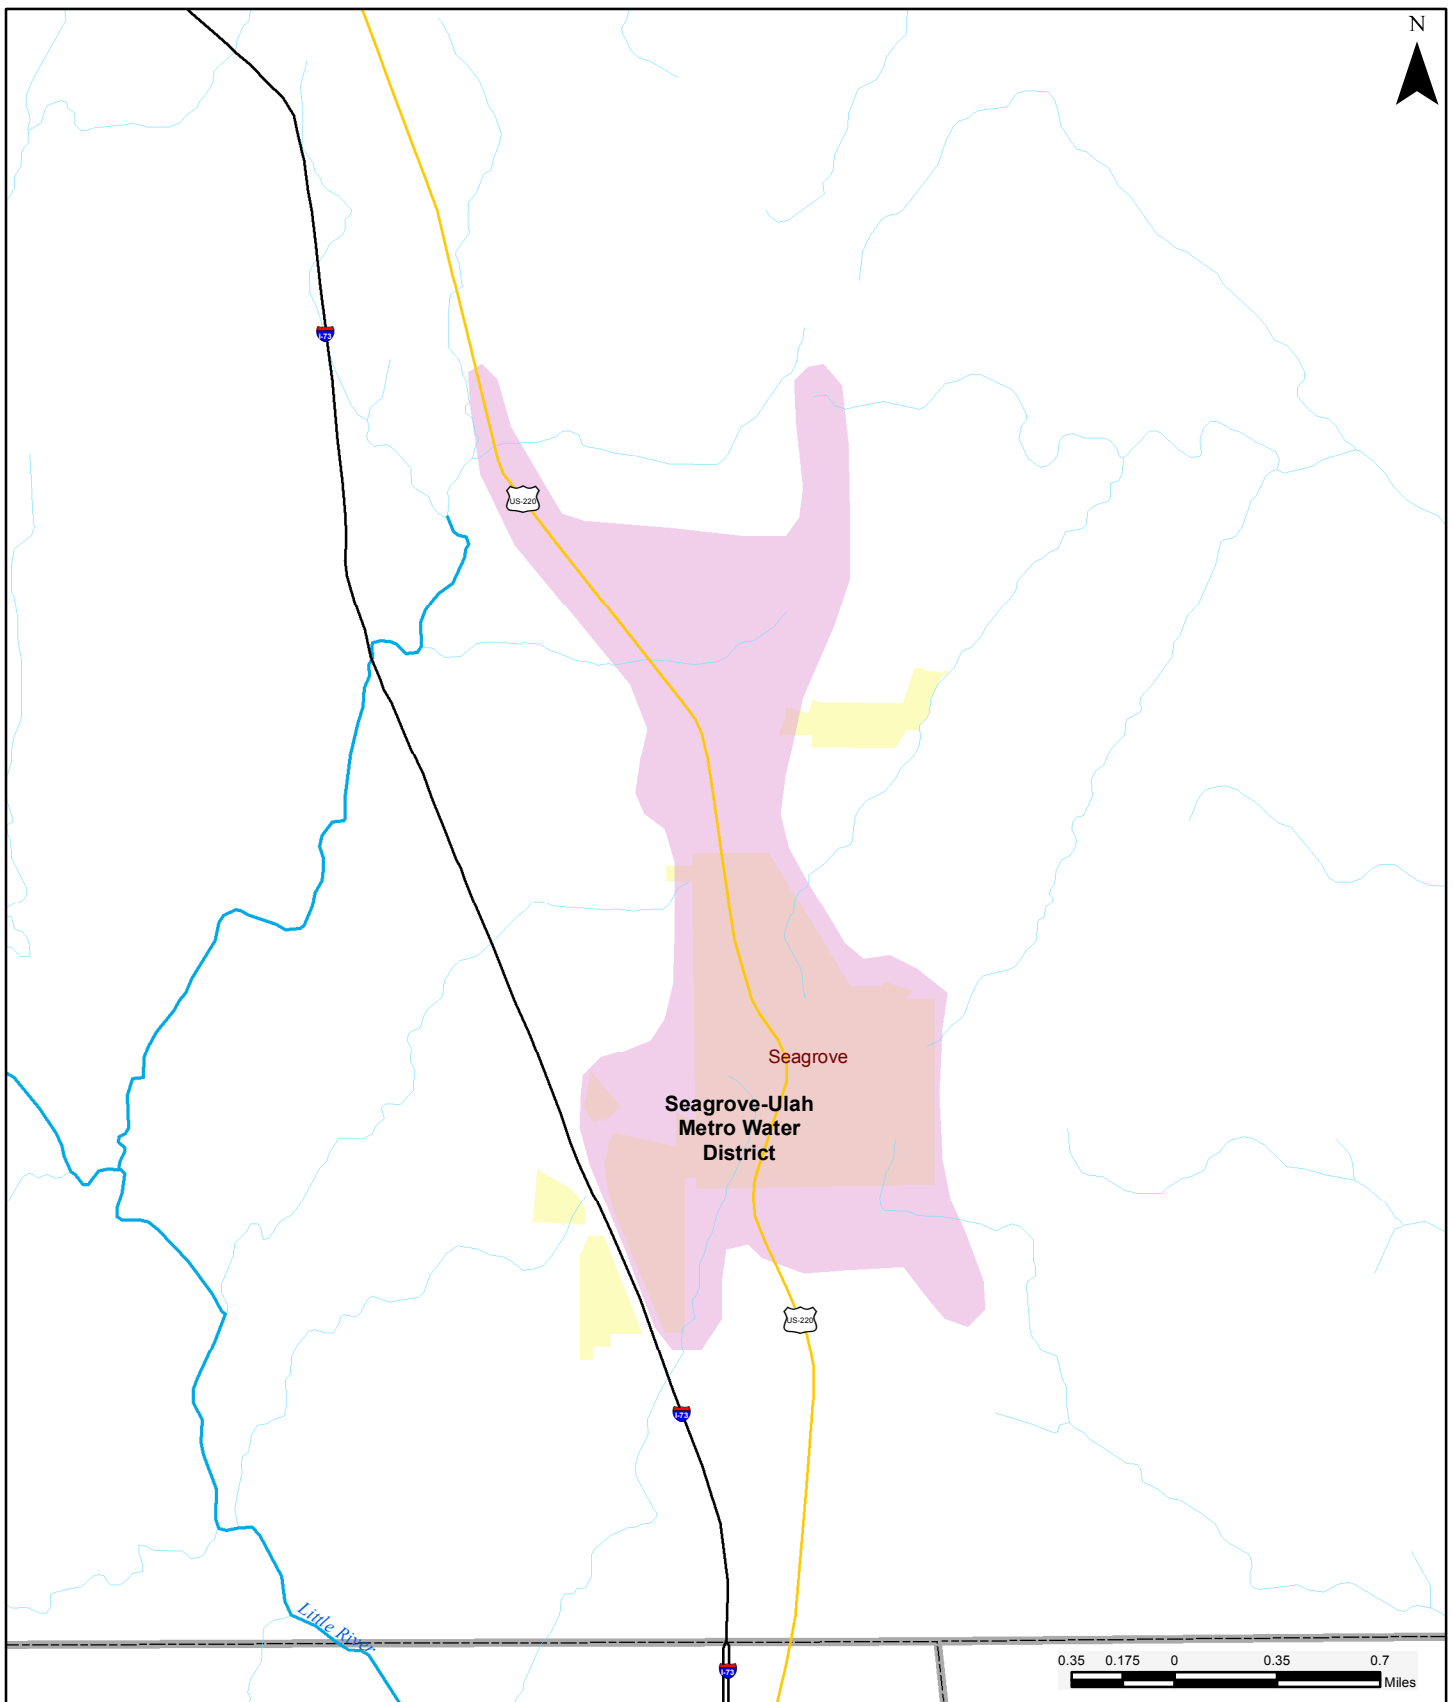 N
I-73
US-220
Seagrove
Seagrove-Ulah
Metro Water
District
US-220
I-73
Little River
I-73
0.35 0.175 0 0.35 0.7
Miles